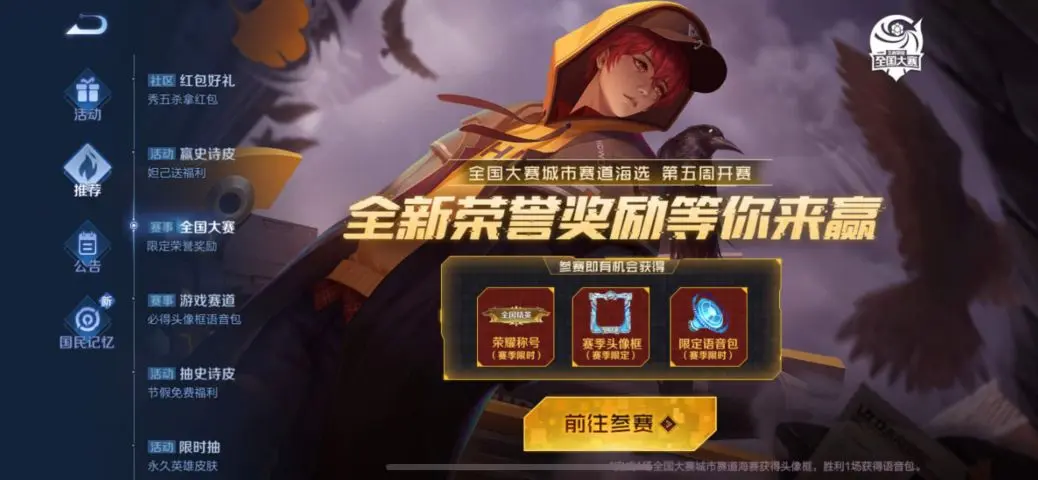 活动
推荐
公告
新
国民记忆
社区 红包好礼
秀五杀拿红包
活动 赢史诗皮
妲己送福利
赛事 全国大赛
限定荣誉奖励
赛事 游戏赛道
必得头像框语音包
活动 抽史诗皮
节假免费福利
活动 限时抽
永久英雄皮肤
全国大赛
全国大赛城市赛道海选 第五周开赛
全新荣誉奖励等你来赢
参赛即有机会获得
全国精英
荣耀称号
(赛季限时)
赛季头像框
(赛季限定)
限定语音包
(赛季限时)
前往参赛
场全国大赛城市赛道海赛获得头像框，胜利1场获得语音包。